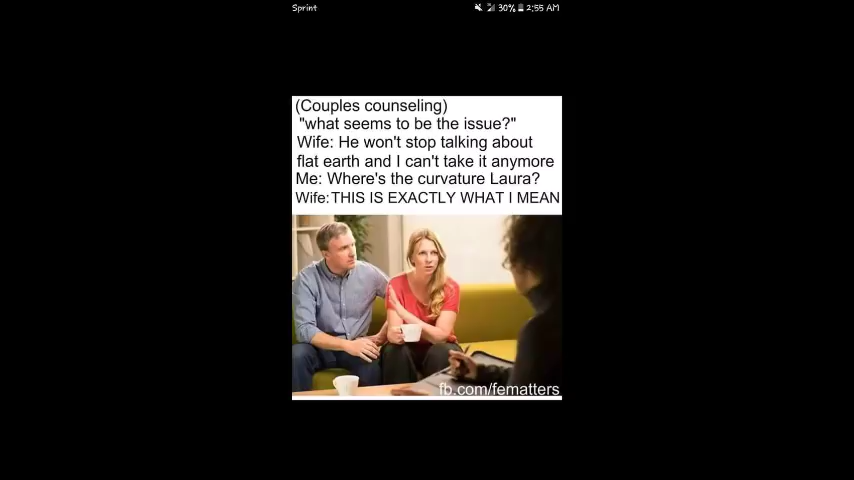 Sprint 30% 2:55 AM
(Couples counseling)
"what seems to be the issue?"
Wife: He won't stop talking about
flat earth and I can't take it anymore
Me: Where's the curvature Laura?
Wife: THIS IS EXACTLY WHAT I MEAN
fb.com/fematters